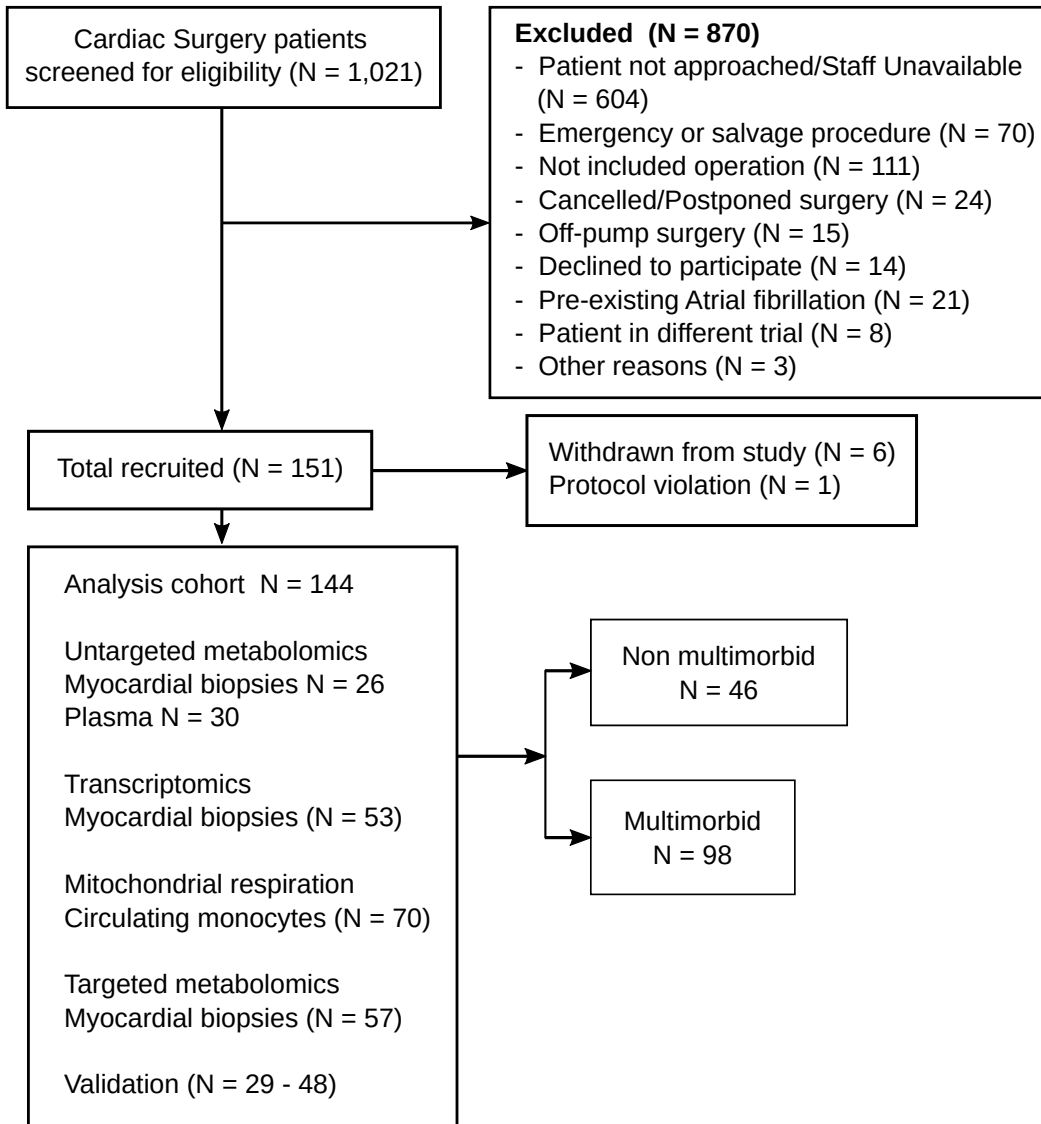 Cardiac Surgery patients
screened for eligibility (N = 1,021)
Excluded (N = 870)
- Patient not approached/Staff Unavailable
(N = 604)
- Emergency or salvage procedure (N = 70)
- Not included operation (N = 111)
- Cancelled/Postponed surgery (N = 24)
- Off-pump surgery (N = 15)
- Declined to participate (N = 14)
- Pre-existing Atrial fibrillation (N = 21)
- Patient in different trial (N = 8)
- Other reasons (N = 3)
Total recruited (N = 151)
Withdrawn from study (N = 6)
Protocol violation (N = 1)
Analysis cohort N = 144
Untargeted metabolomics
Myocardial biopsies N = 26
Plasma N = 30
Transcriptomics
Myocardial biopsies (N = 53)
Mitochondrial respiration
Circulating monocytes (N = 70)
Targeted metabolomics
Myocardial biopsies (N = 57)
Validation (N = 29 - 48)
Non multimorbid
N = 46
Multimorbid
N = 98